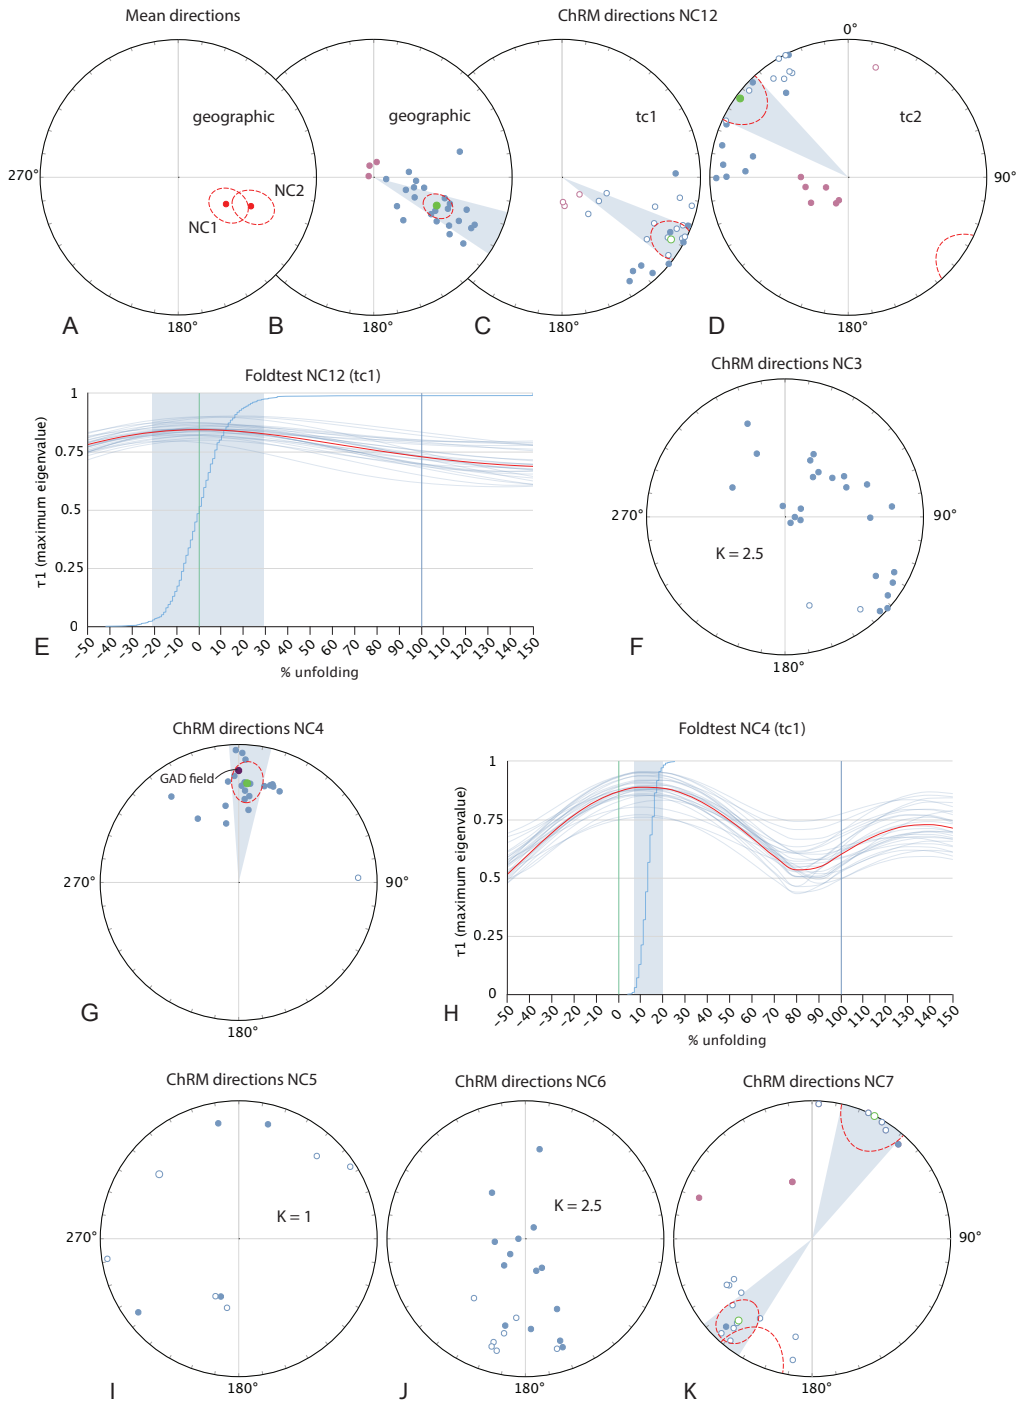 Mean directions
ChRM directions NC12
geographic
geographic
tc1
tc2
0°
270°
90°
NC1
NC2
180°
180°
180°
180°
A
B
C
D
Foldtest NC12 (tc1)
τ1 (maximum eigenvalue)
1
0.75
0.5
0.25
0
-50 -40 -30 -20 -10 0 10 20 30 40 50 60 70 80 90 100 110 120 130 140 150
% unfolding
E
ChRM directions NC3
270°
90°
K = 2.5
180°
F
ChRM directions NC4
GAD field
270°
90°
180°
G
Foldtest NC4 (tc1)
τ1 (maximum eigenvalue)
1
0.75
0.5
0.25
0
-50 -40 -30 -20 -10 0 10 20 30 40 50 60 70 80 90 100 110 120 130 140 150
% unfolding
H
ChRM directions NC5
270°
K = 1
180°
I
ChRM directions NC6
K = 2.5
180°
J
ChRM directions NC7
90°
180°
K